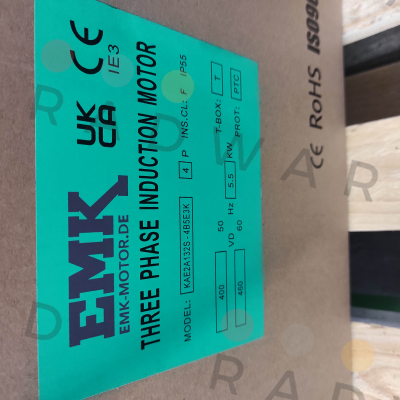 EMK
EMK-MOTOR.DE
UK
CA
CE
IE3
THREE PHASE INDUCTION MOTOR
MODEL: KAE2A132S-4B5E3K 4 P INS.CL: F IP55
400 VD 50 Hz 5.5 KW T-BOX: T
460 60 PROT: PTC
CE RoHS ISO90